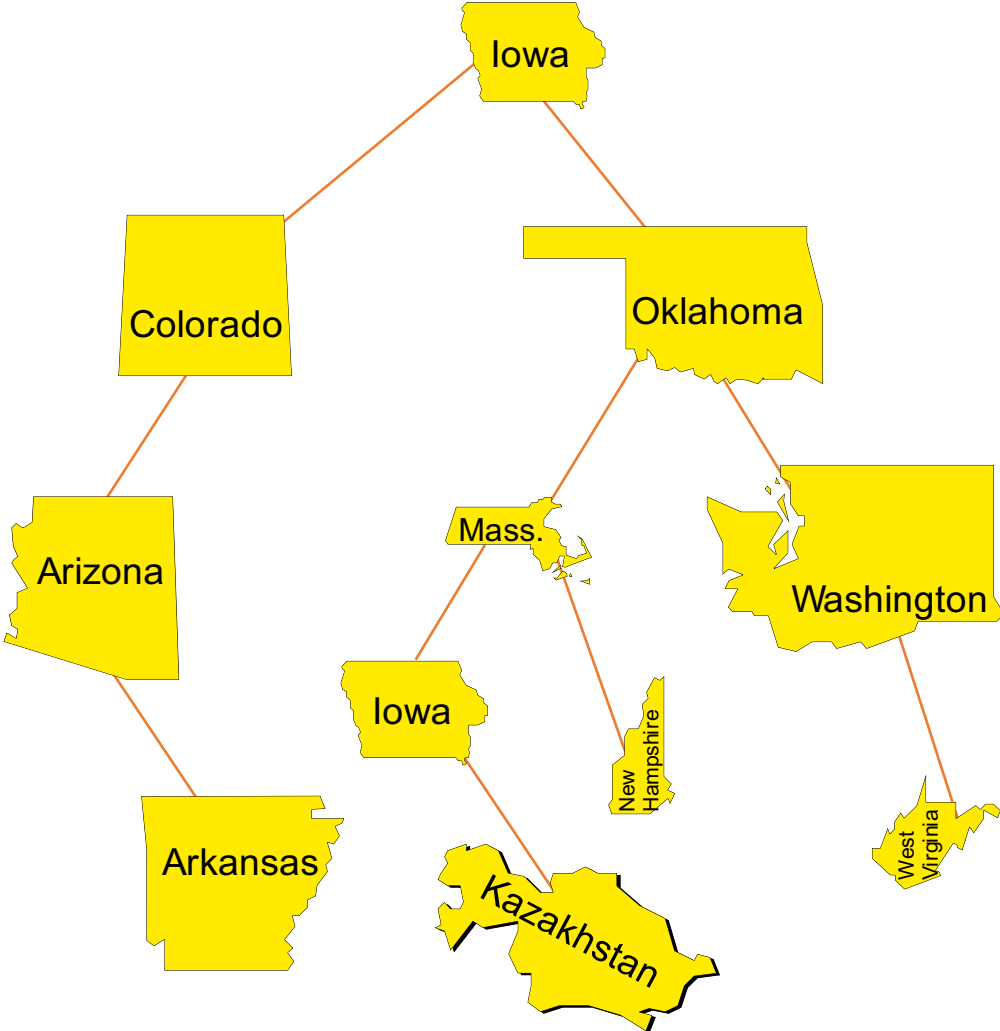 Iowa
Colorado
Oklahoma
Mass.
Arizona
Washington
Iowa
New
Hampshire
West
Virginia
Arkansas
Kazakhstan